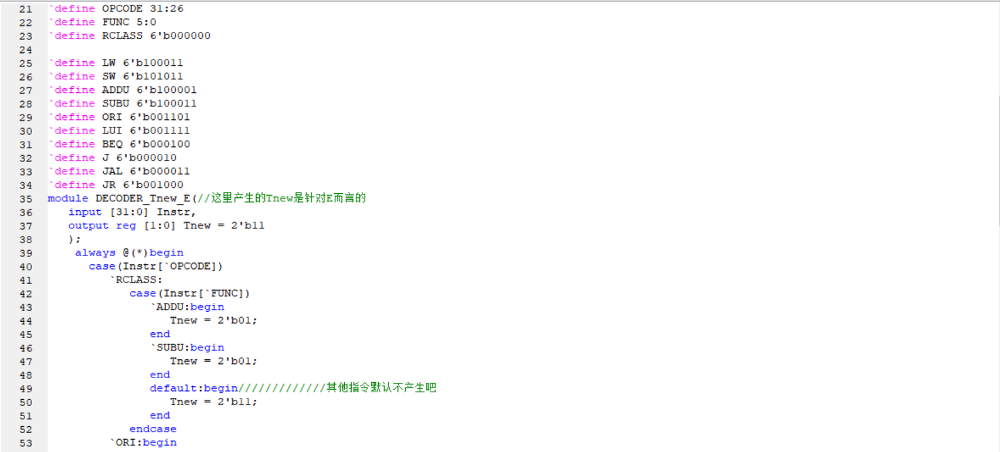 21 `define OPCODE 31:26
22 `define FUNC 5:0
23 `define RCLASS 6'b000000
24
25 `define LW 6'b100011
26 `define SW 6'b101011
27 `define ADDU 6'b100001
28 `define SUBU 6'b100011
29 `define ORI 6'b001101
30 `define LUI 6'b001111
31 `define BEQ 6'b000100
32 `define J 6'b000010
33 `define JAL 6'b000011
34 `define JR 6'b001000
35 module DECODER_Tnew_E(//这里产生的Tnew是针对E而言的
36 input [31:0] Instr,
37 output reg [1:0] Tnew = 2'b11
38 );
39 always @(*)begin
40 case(Instr[`OPCODE])
41 `RCLASS:
42 case(Instr[`FUNC])
43 `ADDU:begin
44 Tnew = 2'b01;
45 end
46 `SUBU:begin
47 Tnew = 2'b01;
48 end
49 default:begin/////////////其他指令默认不产生吧
50 Tnew = 2'b11;
51 end
52 endcase
53 `ORI:begin